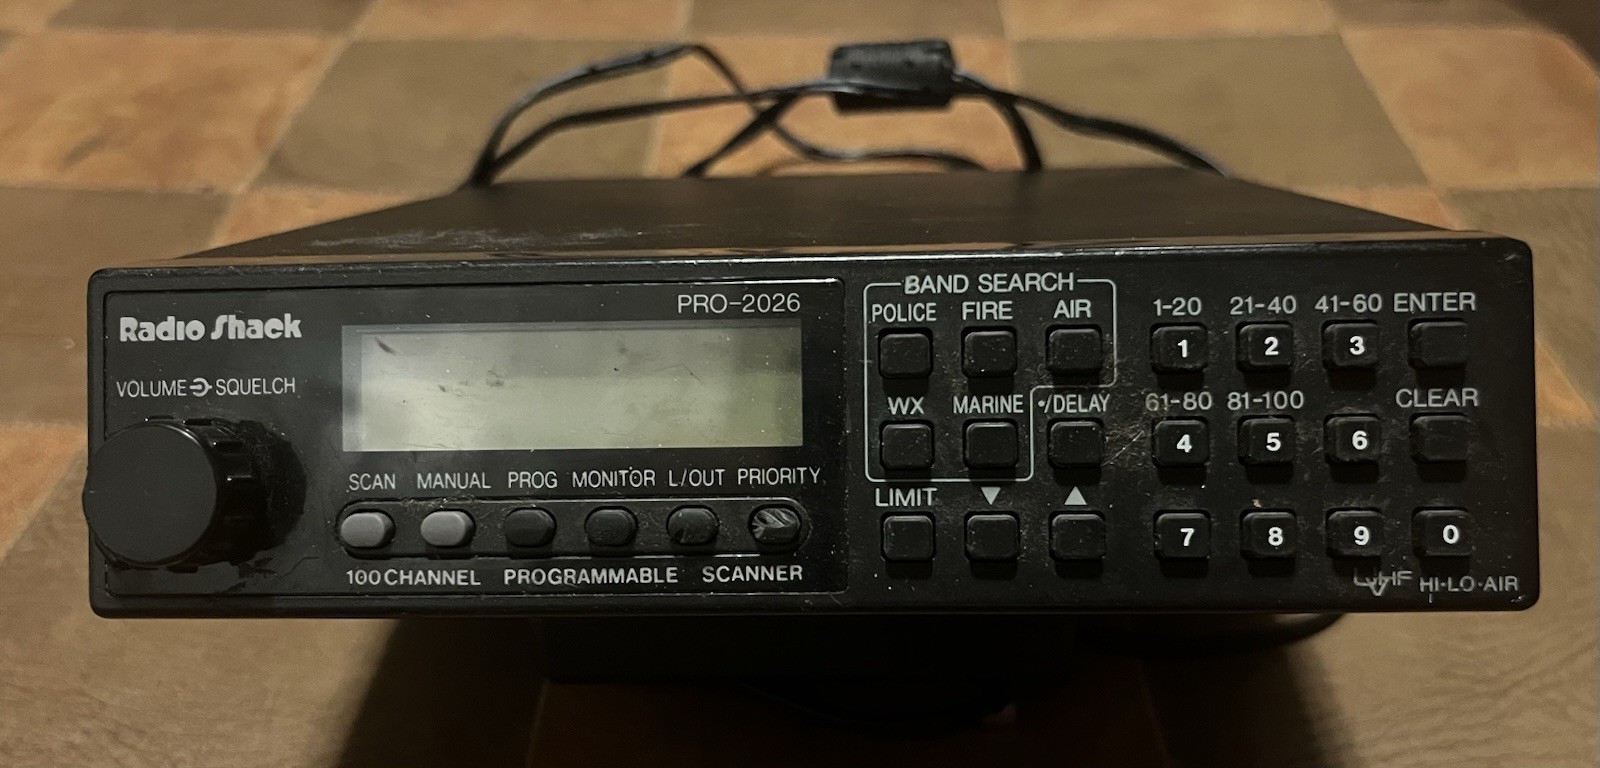 Radio Shack
PRO-2026
VOLUME SQUELCH
SCAN MANUAL PROG MONITOR L/OUT PRIORITY
100 CHANNEL PROGRAMMABLE SCANNER
BAND SEARCH
POLICE FIRE AIR
WX MARINE •/DELAY
LIMIT ▼ ▲
1-20 21-40 41-60 ENTER
1 2 3
61-80 81-100 CLEAR
4 5 6
7 8 9 0
HI•LO•AIR